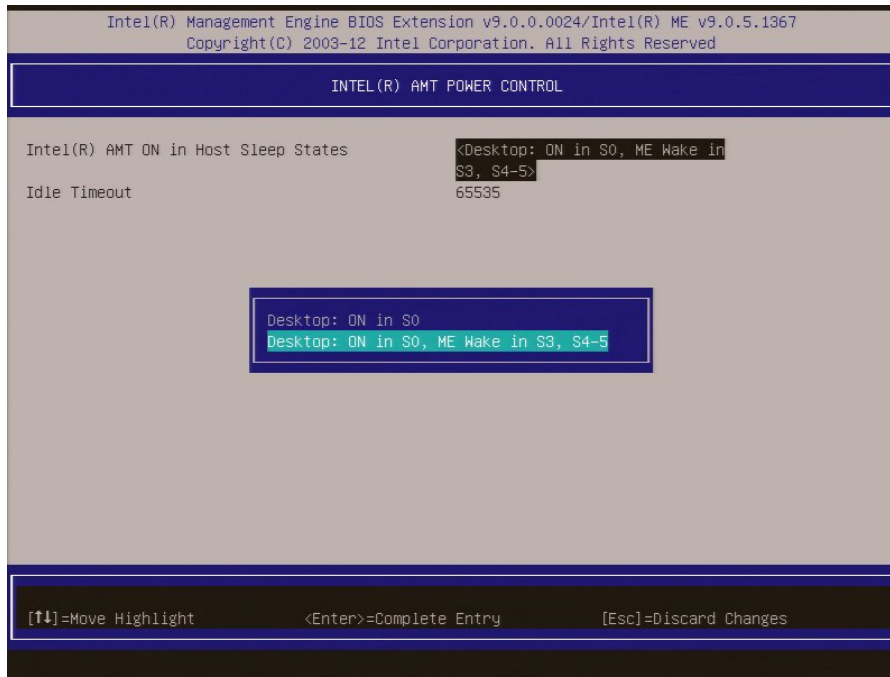 Intel(R) Management Engine BIOS Extension v9.0.0.0024/Intel(R) ME v9.0.5.1367
Copyright(C) 2003-12 Intel Corporation. All Rights Reserved
INTEL(R) AMT POWER CONTROL
Intel(R) AMT ON in Host Sleep States <Desktop: ON in S0, ME Wake in
S3, S4-5>
Idle Timeout 65535
Desktop: ON in S0
Desktop: ON in S0, ME Wake in S3, S4-5
[↑↓]=Move Highlight <Enter>=Complete Entry [Esc]=Discard Changes